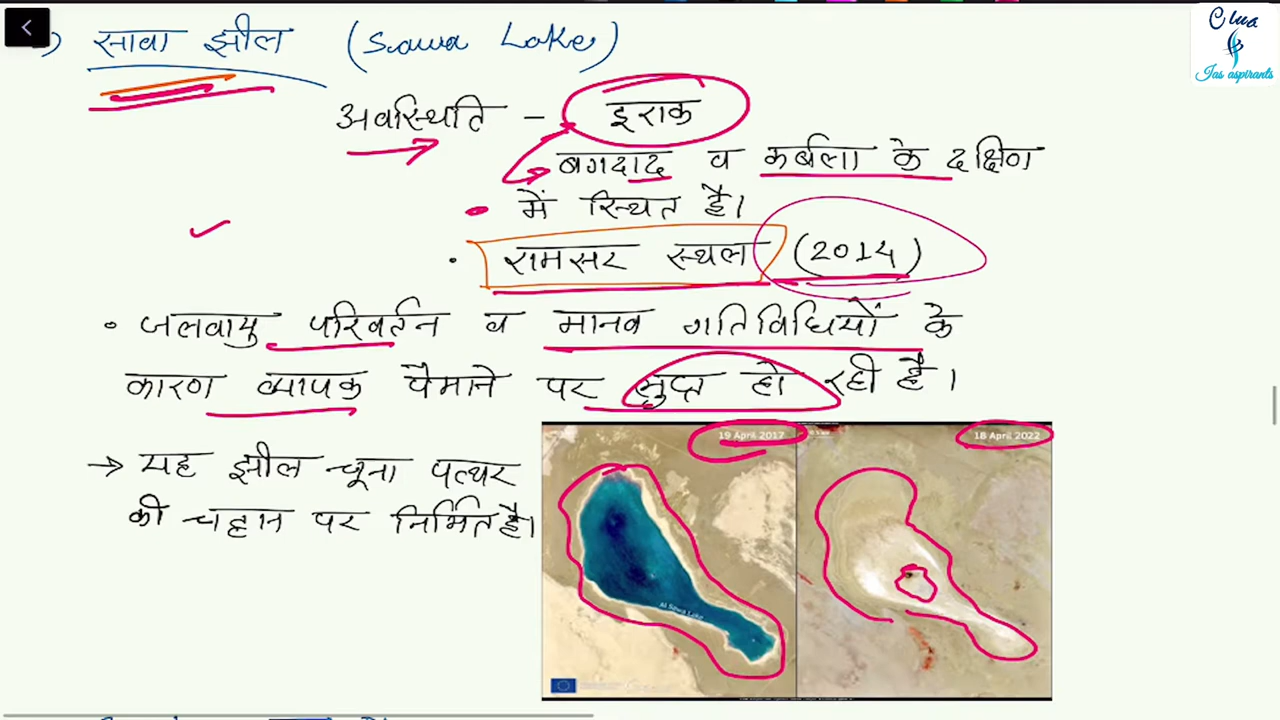 सावा झील (Sawa Lake)
Clua
Ias aspirants
अवस्थिति - इराक
बगदाद व कर्बला के दक्षिण
में स्थित है।
• रामसर स्थल (2014)
• जलवायु परिवर्तन व मानव गतिविधियों के
कारण व्यापक पैमाने पर लुप्त हो रही है।
→ यह झील चूना पत्थर
की चट्टान पर निर्मित है।
19 April 2017
18 April 2022
Al Sawa Lake